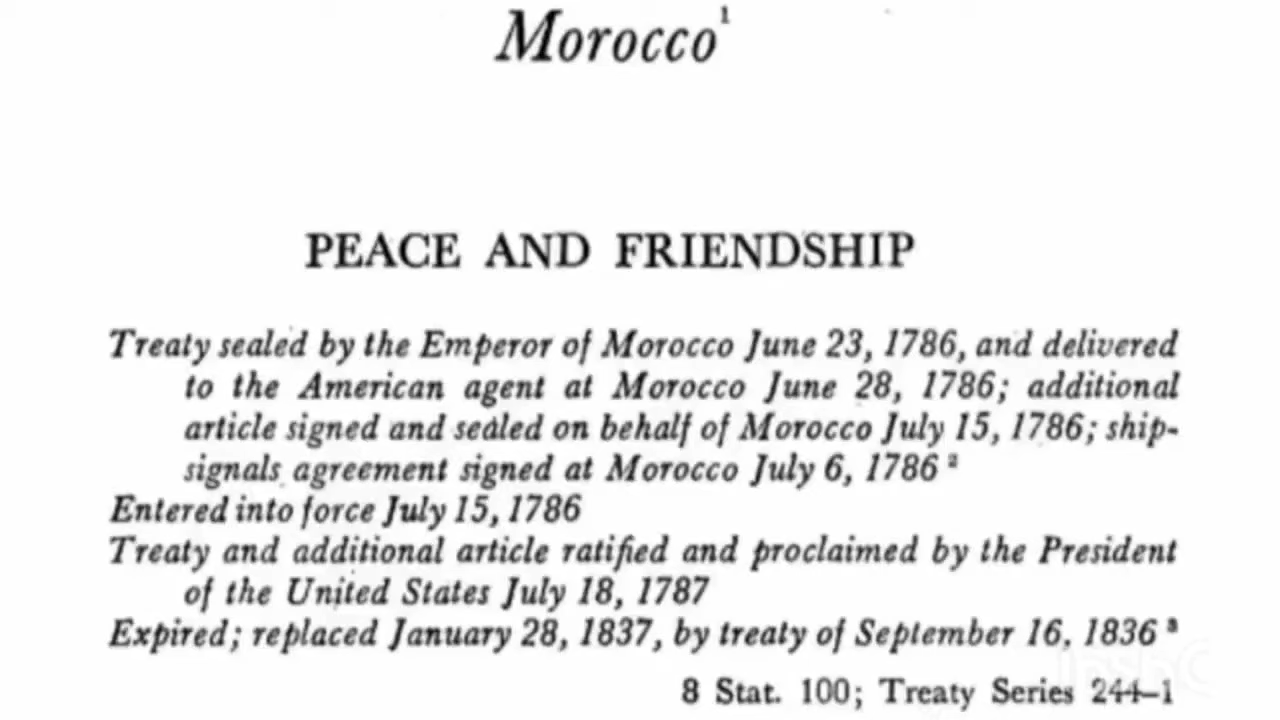 Morocco¹
PEACE AND FRIENDSHIP
Treaty sealed by the Emperor of Morocco June 23, 1786, and delivered
to the American agent at Morocco June 28, 1786; additional
article signed and sealed on behalf of Morocco July 15, 1786; ship-
signals agreement signed at Morocco July 6, 1786 ²
Entered into force July 15, 1786
Treaty and additional article ratified and proclaimed by the President
of the United States July 18, 1787
Expired; replaced January 28, 1837, by treaty of September 16, 1836 ³
8 Stat. 100; Treaty Series 244–1